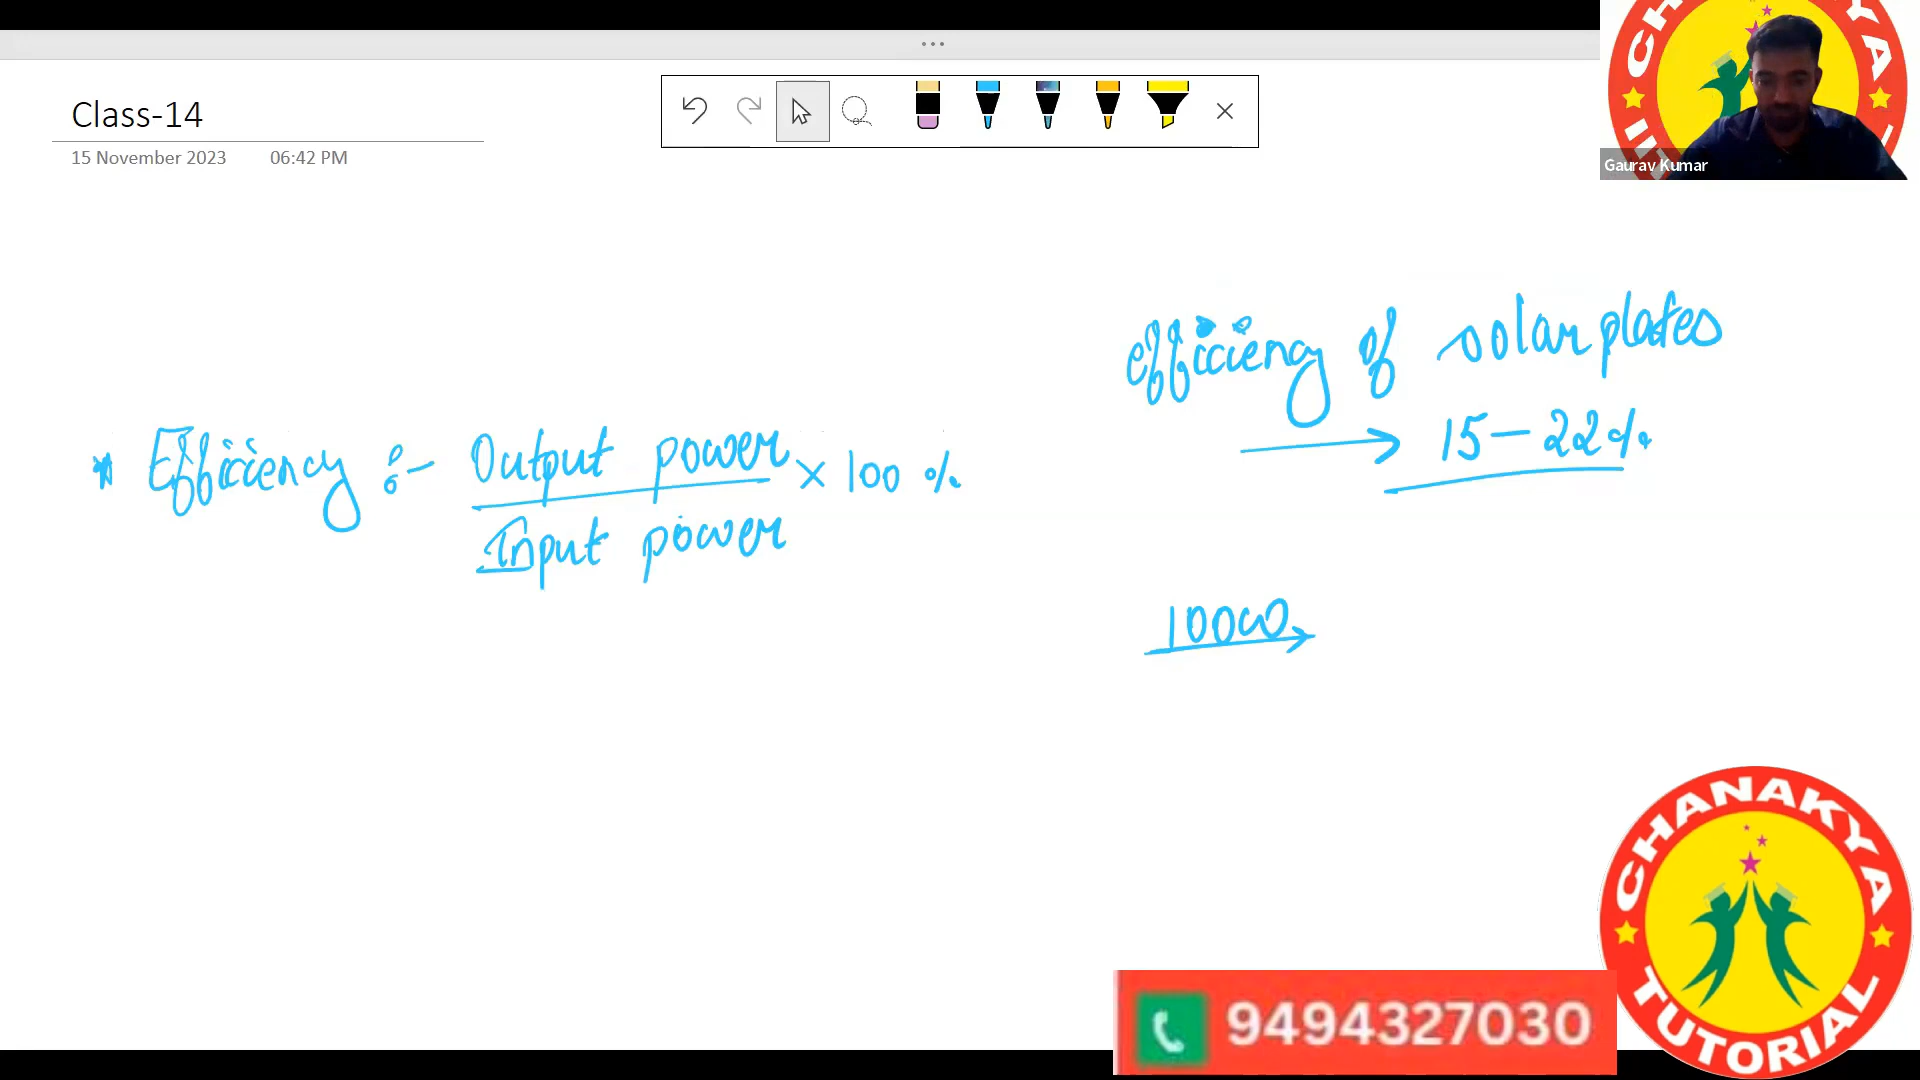 Class-14
15 November 2023 06:42 PM
Gaurav Kumar
efficiency of solar plates
15 - 22%
* Efficiency :- Output power × 100 %
Input power
100W
CHANAKYA
TUTORIAL
9494327030